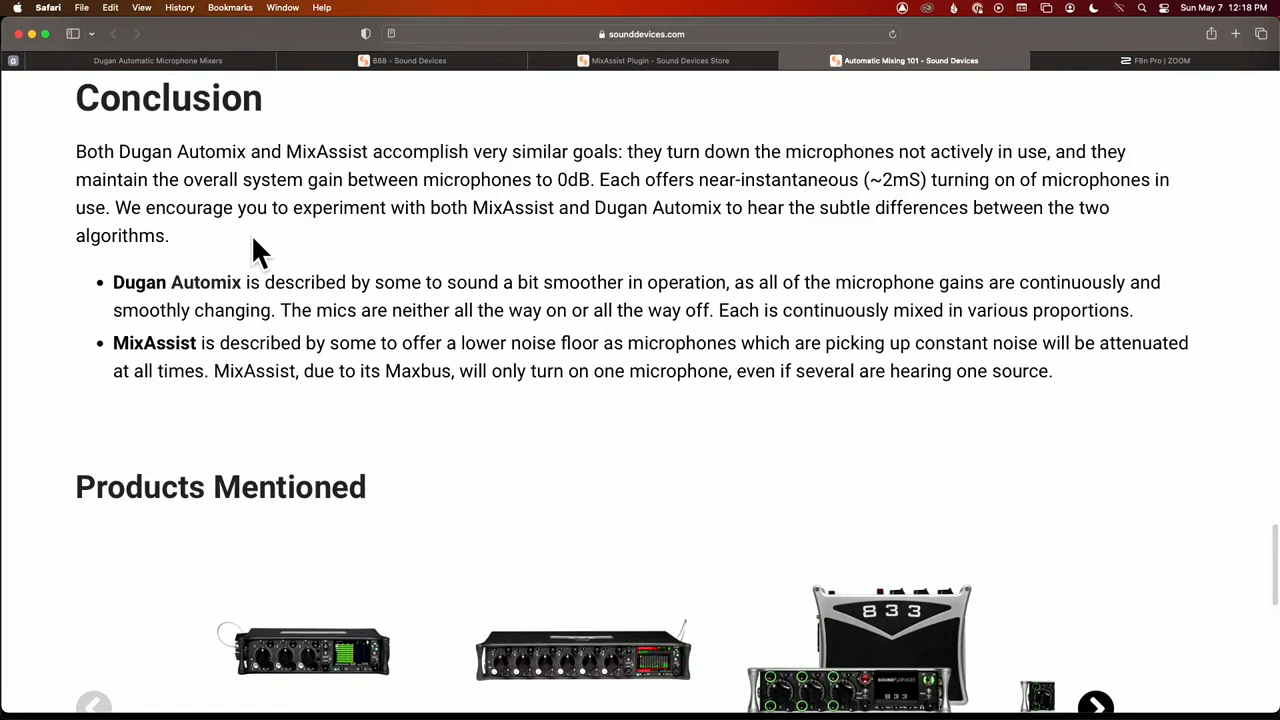 Safari File Edit View History Bookmarks Window Help Sun May 7 12:18 PM
sounddevices.com
G Dugan Automatic Microphone Mixers 888 - Sound Devices MixAssist Plugin - Sound Devices Store Automatic Mixing 101 - Sound Devices F8n Pro | ZOOM
Conclusion
Both Dugan Automix and MixAssist accomplish very similar goals: they turn down the microphones not actively in use, and they
maintain the overall system gain between microphones to 0dB. Each offers near-instantaneous (~2mS) turning on of microphones in
use. We encourage you to experiment with both MixAssist and Dugan Automix to hear the subtle differences between the two
algorithms.
• Dugan Automix is described by some to sound a bit smoother in operation, as all of the microphone gains are continuously and
smoothly changing. The mics are neither all the way on or all the way off. Each is continuously mixed in various proportions.
• MixAssist is described by some to offer a lower noise floor as microphones which are picking up constant noise will be attenuated
at all times. MixAssist, due to its Maxbus, will only turn on one microphone, even if several are hearing one source.
Products Mentioned
833
SOUND DEVICES
833